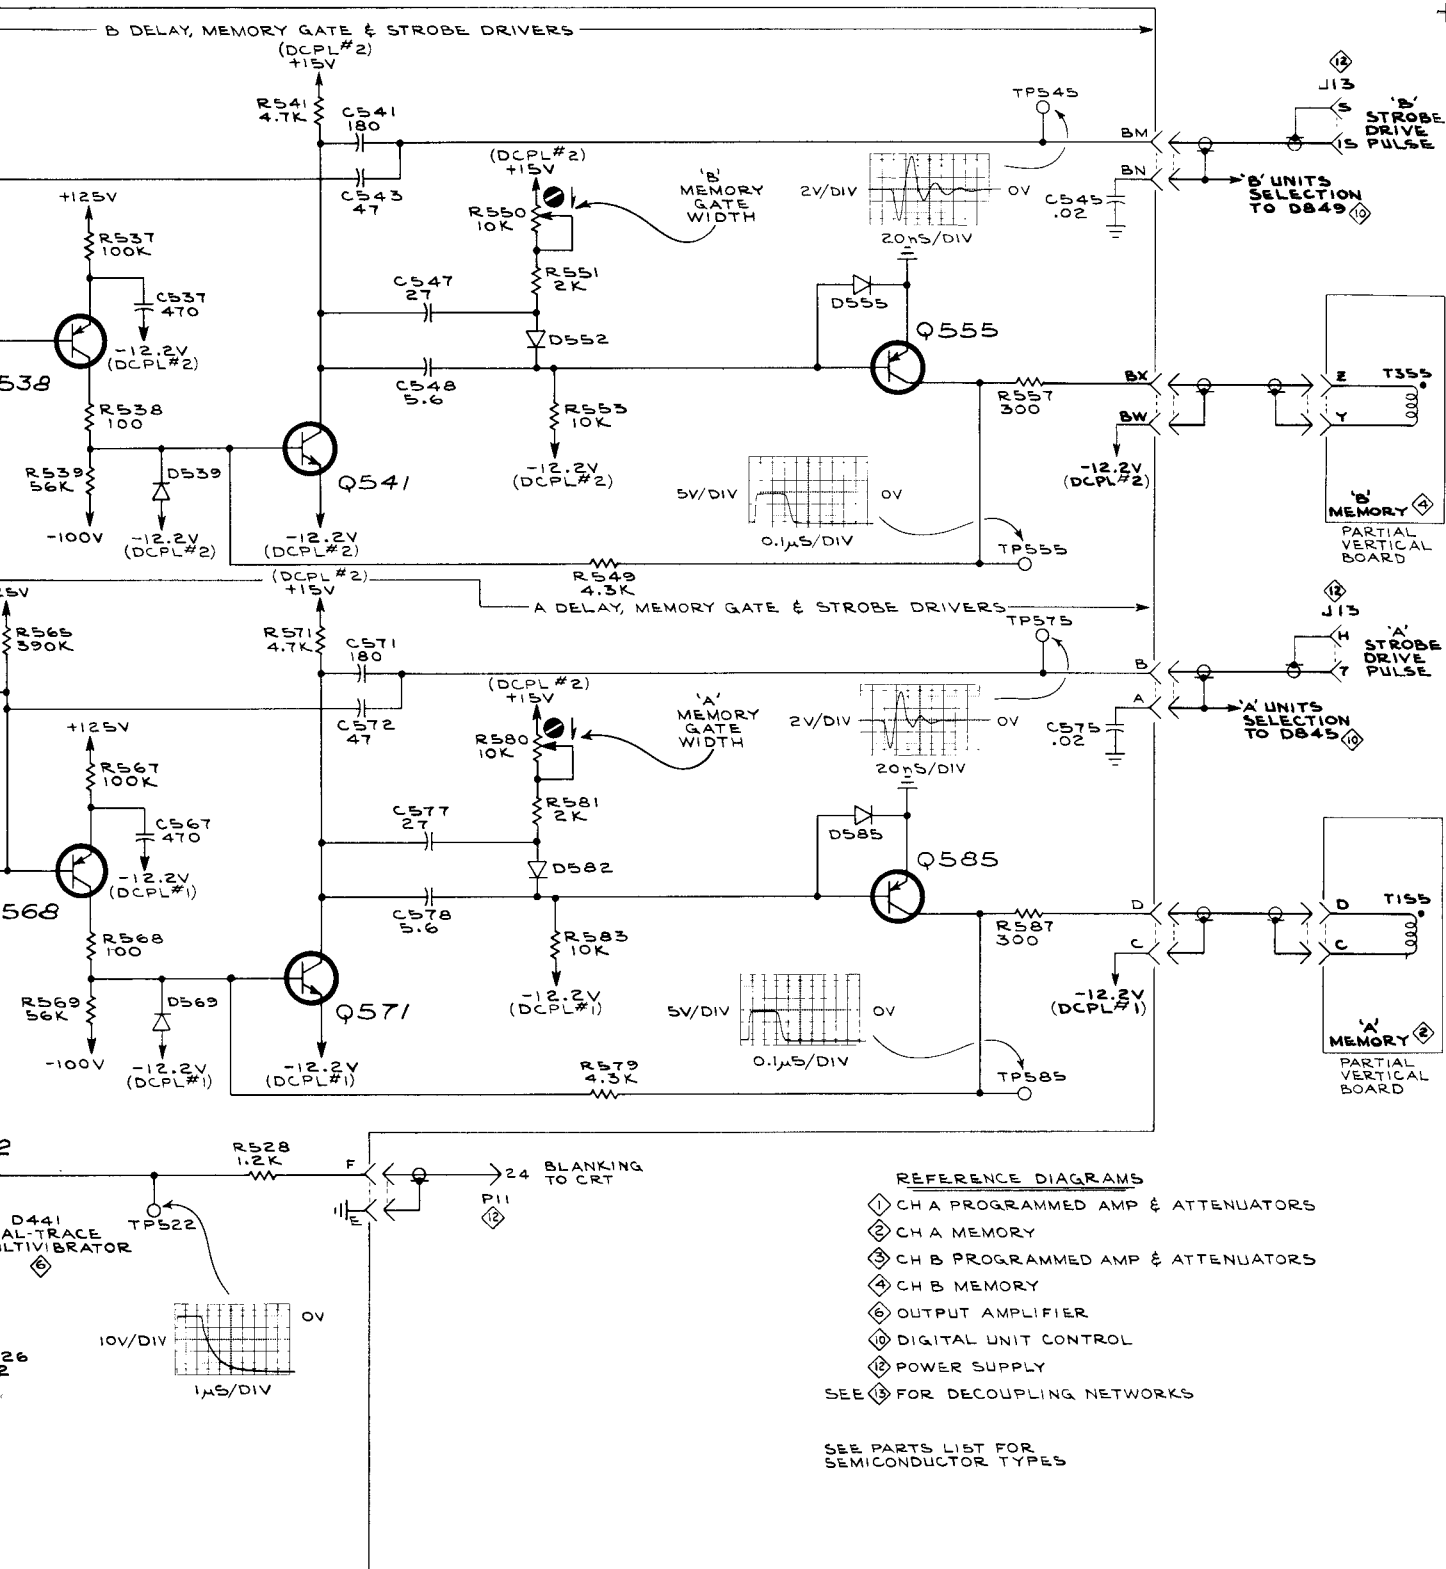 B DELAY, MEMORY GATE & STROBE DRIVERS
(DCPL#2)
+15V
R541
4.7K
C541
180
C543
47
(DCPL#2)
+15V
R550
10K
'B'
MEMORY
GATE
WIDTH
TP545
2V/DIV
0V
20nS/DIV
BM
BN
C545
.02
12
J13
S
15
'B'
STROBE
DRIVE
PULSE
'B' UNITS
SELECTION
TO D849
10
+125V
R537
100K
C537
470
-12.2V
(DCPL#2)
538
R538
100
R539
56K
-100V
D539
-12.2V
(DCPL#2)
Q541
-12.2V
(DCPL#2)
C547
27
R551
2K
D552
C548
5.6
R553
10K
-12.2V
(DCPL#2)
D555
Q555
R557
300
BX
BW
-12.2V
(DCPL#2)
Z
Y
T355
'B'
MEMORY
4
PARTIAL
VERTICAL
BOARD
5V/DIV
0V
0.1µS/DIV
TP555
R549
4.3K
(DCPL#2)
+15V
A DELAY, MEMORY GATE & STROBE DRIVERS
5V
R565
390K
R571
4.7K
C571
180
C572
47
(DCPL#2)
+15V
R580
10K
'A'
MEMORY
GATE
WIDTH
TP575
2V/DIV
0V
20nS/DIV
B
A
C575
.02
12
J13
H
7
'A'
STROBE
DRIVE
PULSE
'A' UNITS
SELECTION
TO D845
10
+125V
R567
100K
C567
470
-12.2V
(DCPL#1)
568
R568
100
R569
56K
-100V
D569
-12.2V
(DCPL#1)
Q571
-12.2V
(DCPL#1)
C577
27
R581
2K
D582
C578
5.6
R583
10K
-12.2V
(DCPL#1)
D585
Q585
R587
300
D
C
-12.2V
(DCPL#1)
D
C
T155
'A'
MEMORY
2
PARTIAL
VERTICAL
BOARD
5V/DIV
0V
0.1µS/DIV
TP585
R579
4.3K
2
R528
1.2K
F
E
24
BLANKING
TO CRT
P11
12
TP522
D441
AL-TRACE
LTIVIBRATOR
6
10V/DIV
0V
1µS/DIV
26
2
REFERENCE DIAGRAMS
1 CH A PROGRAMMED AMP & ATTENUATORS
2 CH A MEMORY
3 CH B PROGRAMMED AMP & ATTENUATORS
4 CH B MEMORY
6 OUTPUT AMPLIFIER
10 DIGITAL UNIT CONTROL
12 POWER SUPPLY
SEE 13 FOR DECOUPLING NETWORKS
SEE PARTS LIST FOR
SEMICONDUCTOR TYPES